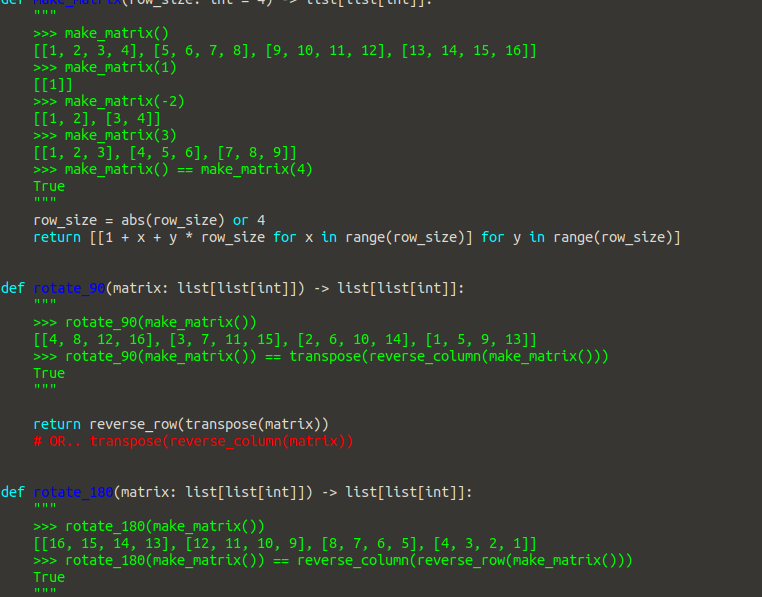 def make_matrix(row_size: int = 4) -> list[list[int]]:
    """
    >>> make_matrix()
    [[1, 2, 3, 4], [5, 6, 7, 8], [9, 10, 11, 12], [13, 14, 15, 16]]
    >>> make_matrix(1)
    [[1]]
    >>> make_matrix(-2)
    [[1, 2], [3, 4]]
    >>> make_matrix(3)
    [[1, 2, 3], [4, 5, 6], [7, 8, 9]]
    >>> make_matrix() == make_matrix(4)
    True
    """
    row_size = abs(row_size) or 4
    return [[1 + x + y * row_size for x in range(row_size)] for y in range(row_size)]
def rotate_90(matrix: list[list[int]]) -> list[list[int]]:
    """
    >>> rotate_90(make_matrix())
    [[4, 8, 12, 16], [3, 7, 11, 15], [2, 6, 10, 14], [1, 5, 9, 13]]
    >>> rotate_90(make_matrix()) == transpose(reverse_column(make_matrix()))
    True
    """
    return reverse_row(transpose(matrix))
    # OR.. transpose(reverse_column(matrix))
def rotate_180(matrix: list[list[int]]) -> list[list[int]]:
    """
    >>> rotate_180(make_matrix())
    [[16, 15, 14, 13], [12, 11, 10, 9], [8, 7, 6, 5], [4, 3, 2, 1]]
    >>> rotate_180(make_matrix()) == reverse_column(reverse_row(make_matrix()))
    True
    """